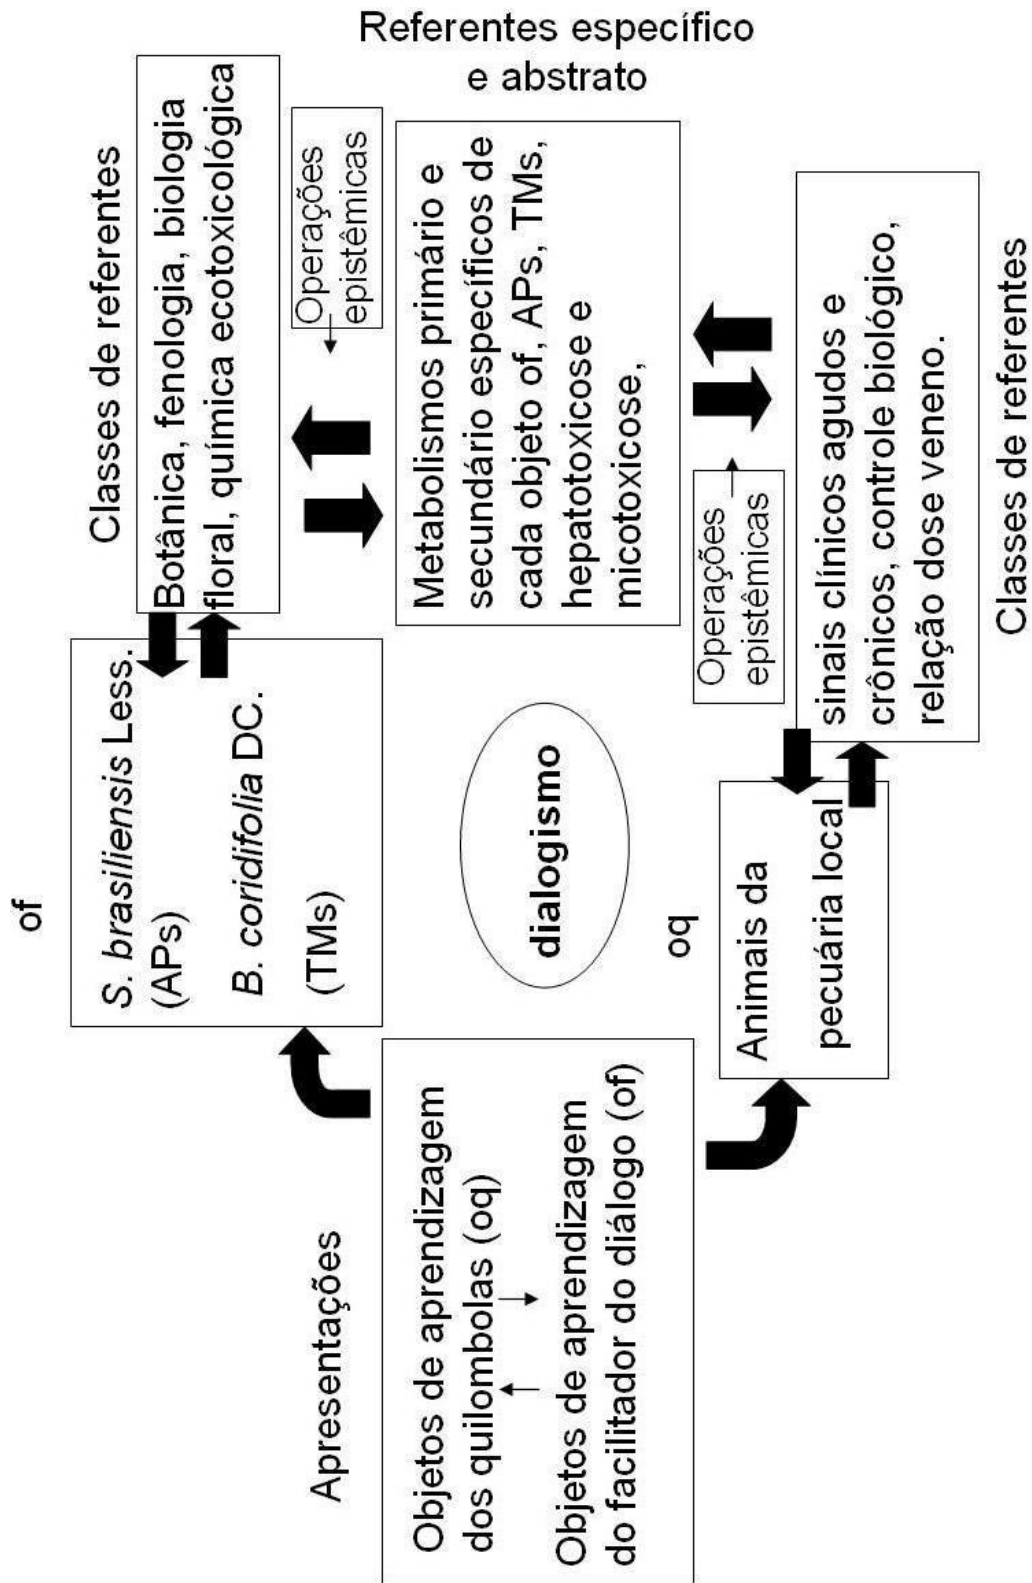 Referentes específico
e abstrato
Classes de referentes
Botânica, fenologia, biologia
floral, química ecotoxicológica
Operações
epistêmicas
Metabolismos primário e
secundário específicos de
cada objeto of, APs, TMs,
hepatotoxicose e
micotoxicose,
Operações
epistêmicas
sinais clínicos agudos e
crônicos, controle biológico,
relação dose veneno.
Classes de referentes
of
S. brasiliensis Less.
(APs)
B. coridifolia DC.
(TMs)
dialogismo
oq
Animais da
pecuária local
Apresentações
Objetos de aprendizagem
dos quilombolas (oq)
Objetos de aprendizagem
do facilitador do diálogo (of)